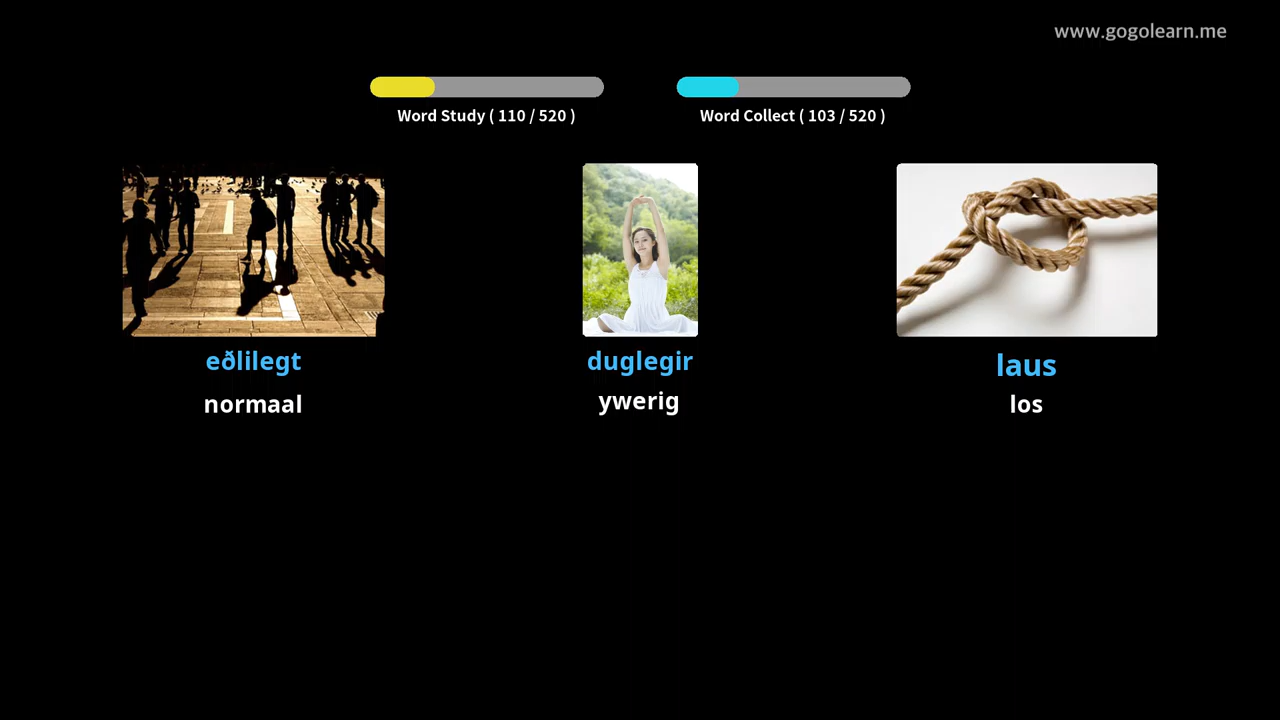 www.gogolearn.me
Word Study ( 110 / 520 )
Word Collect ( 103 / 520 )
eðlilegt
duglegir
laus
normaal
ywerig
los